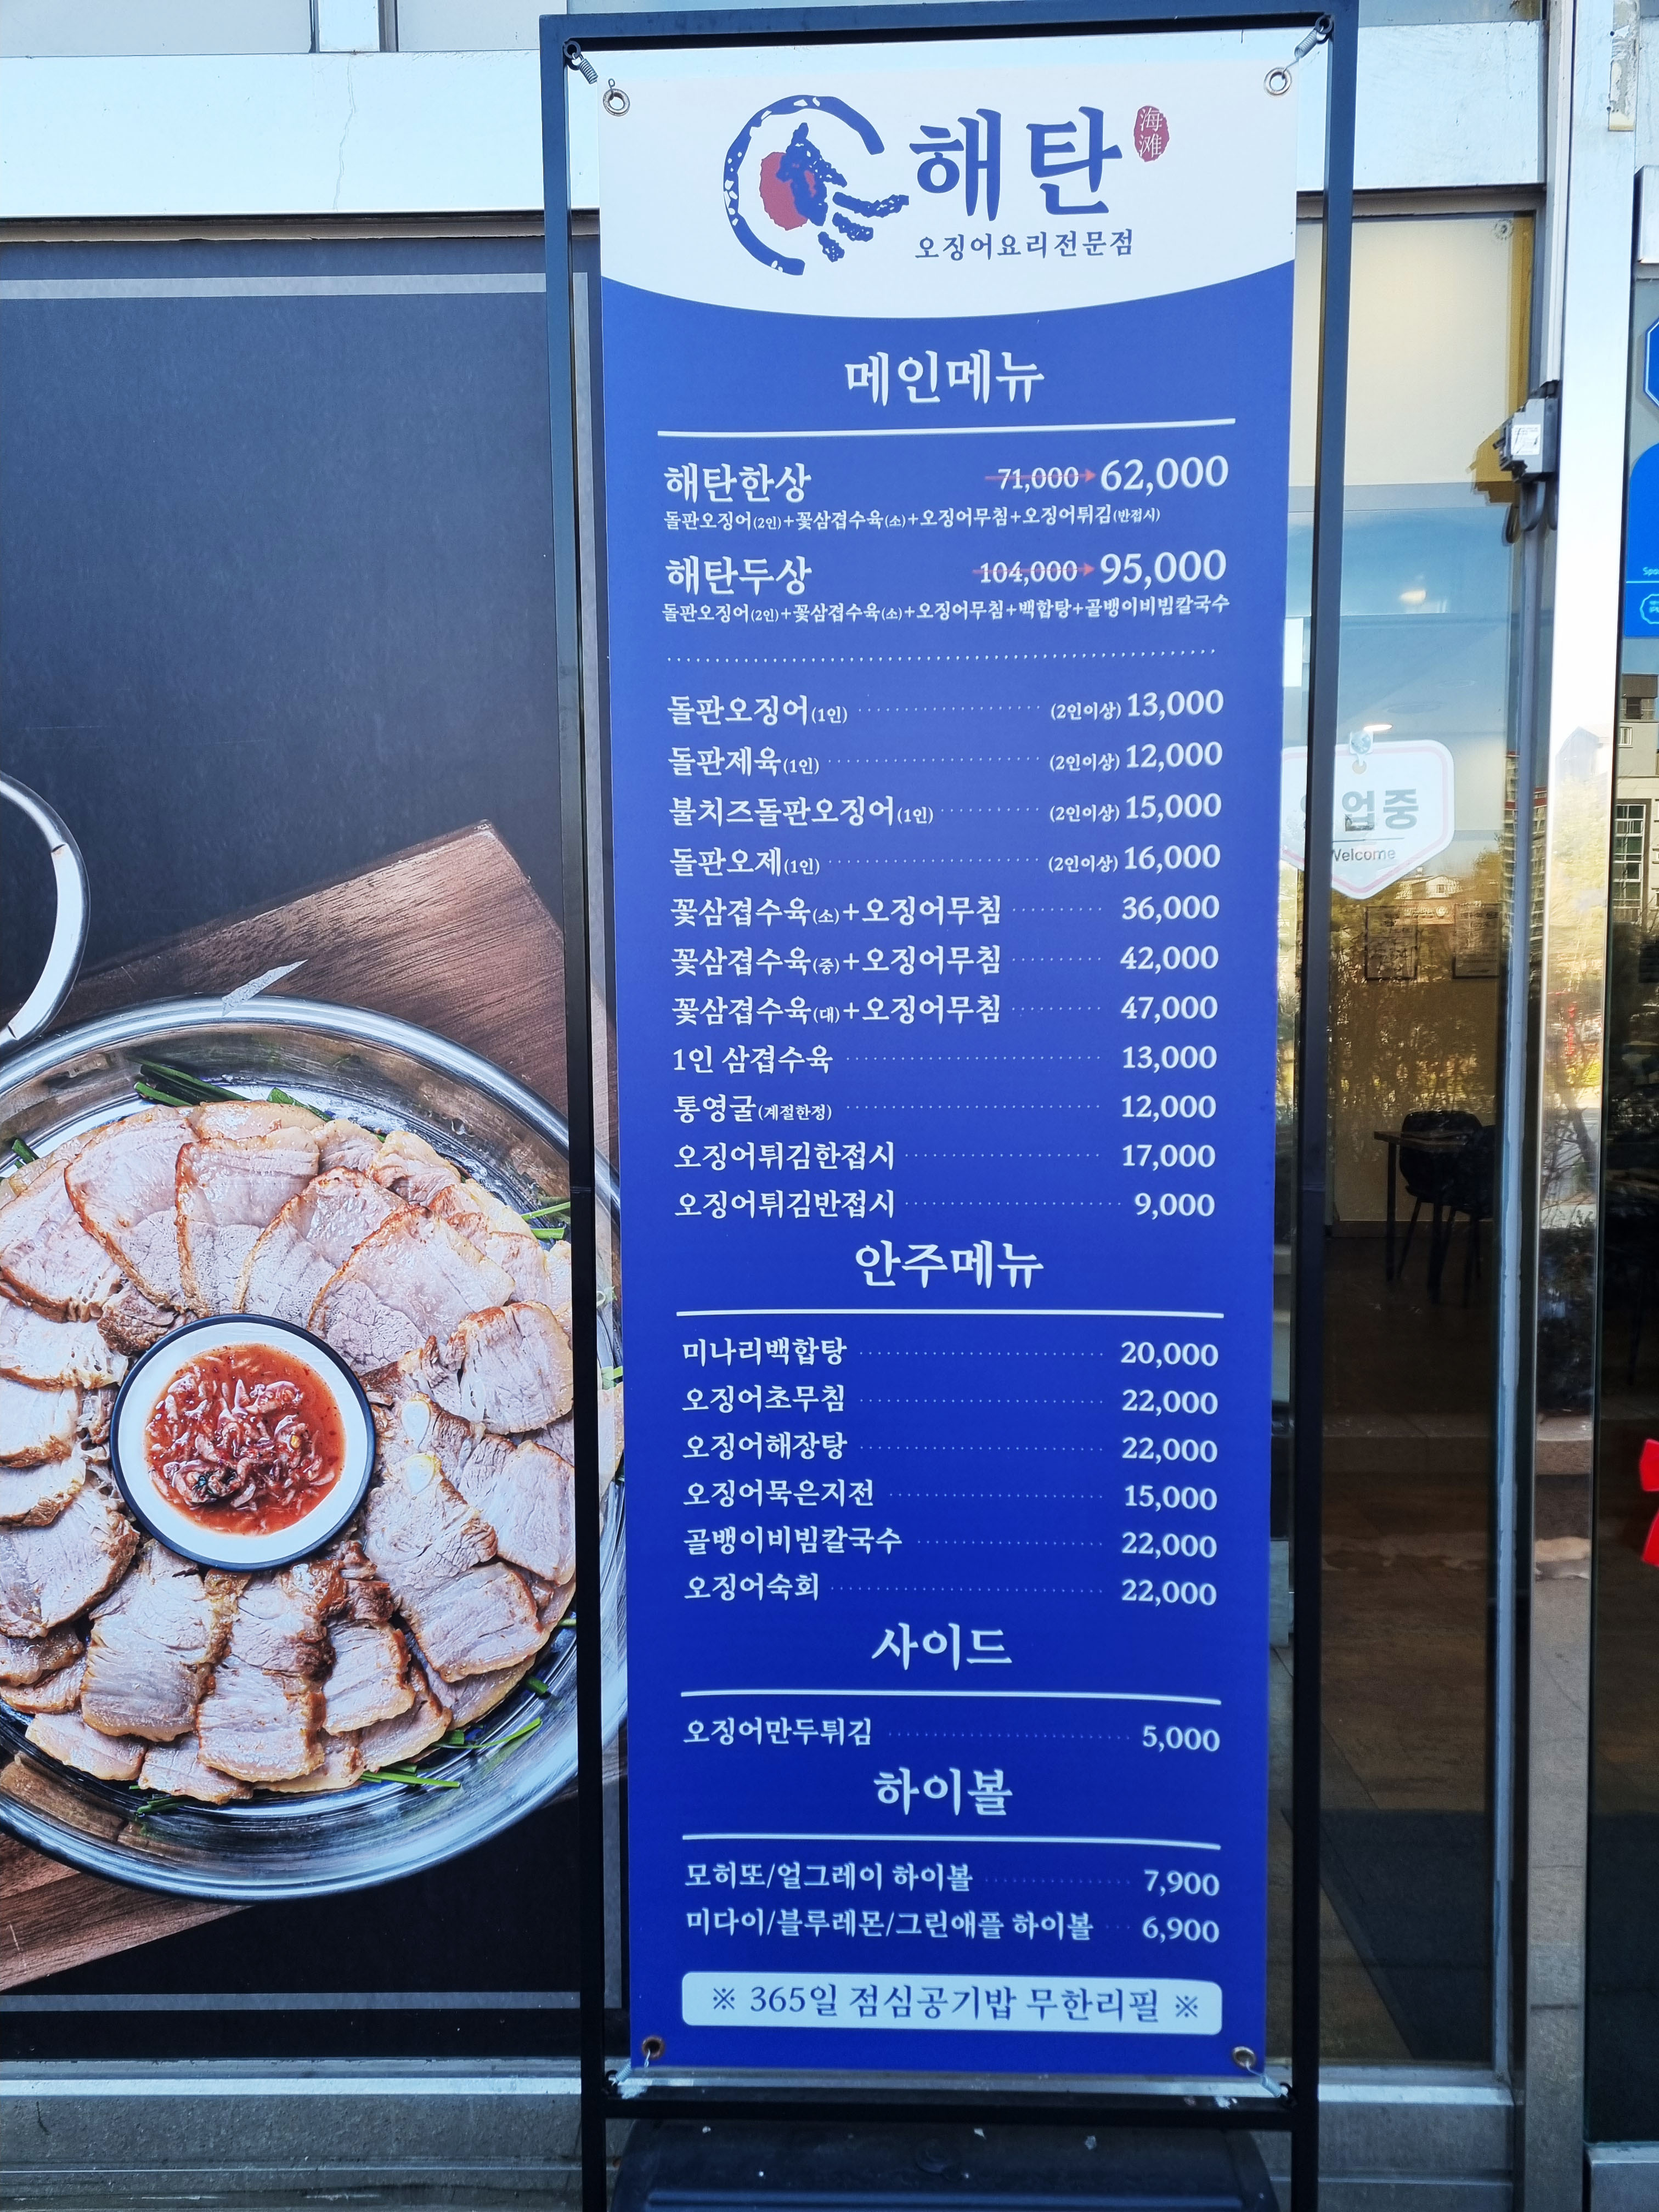 해탄
海滩
오징어요리전문점
메인메뉴
해탄한상 71,000 62,000
돌판오징어(2인)+꽃삼겹수육(소)+오징어무침+오징어튀김(반접시)
해탄두상 104,000 95,000
돌판오징어(2인)+꽃삼겹수육(소)+오징어무침+백합탕+골뱅이비빔칼국수
돌판오징어(1인) (2인이상) 13,000
돌판제육(1인) (2인이상) 12,000
불치즈돌판오징어(1인) (2인이상) 15,000
돌판오제(1인) (2인이상) 16,000
꽃삼겹수육(소)+오징어무침 36,000
꽃삼겹수육(중)+오징어무침 42,000
꽃삼겹수육(대)+오징어무침 47,000
1인 삼겹수육 13,000
통영굴(계절한정) 12,000
오징어튀김한접시 17,000
오징어튀김반접시 9,000
안주메뉴
미나리백합탕 20,000
오징어초무침 22,000
오징어해장탕 22,000
오징어묵은지전 15,000
골뱅이비빔칼국수 22,000
오징어숙회 22,000
사이드
오징어만두튀김 5,000
하이볼
모히또/얼그레이 하이볼 7,900
미다이/블루레몬/그린애플 하이볼 6,900
※ 365일 점심공기밥 무한리필 ※
업중
Welcome